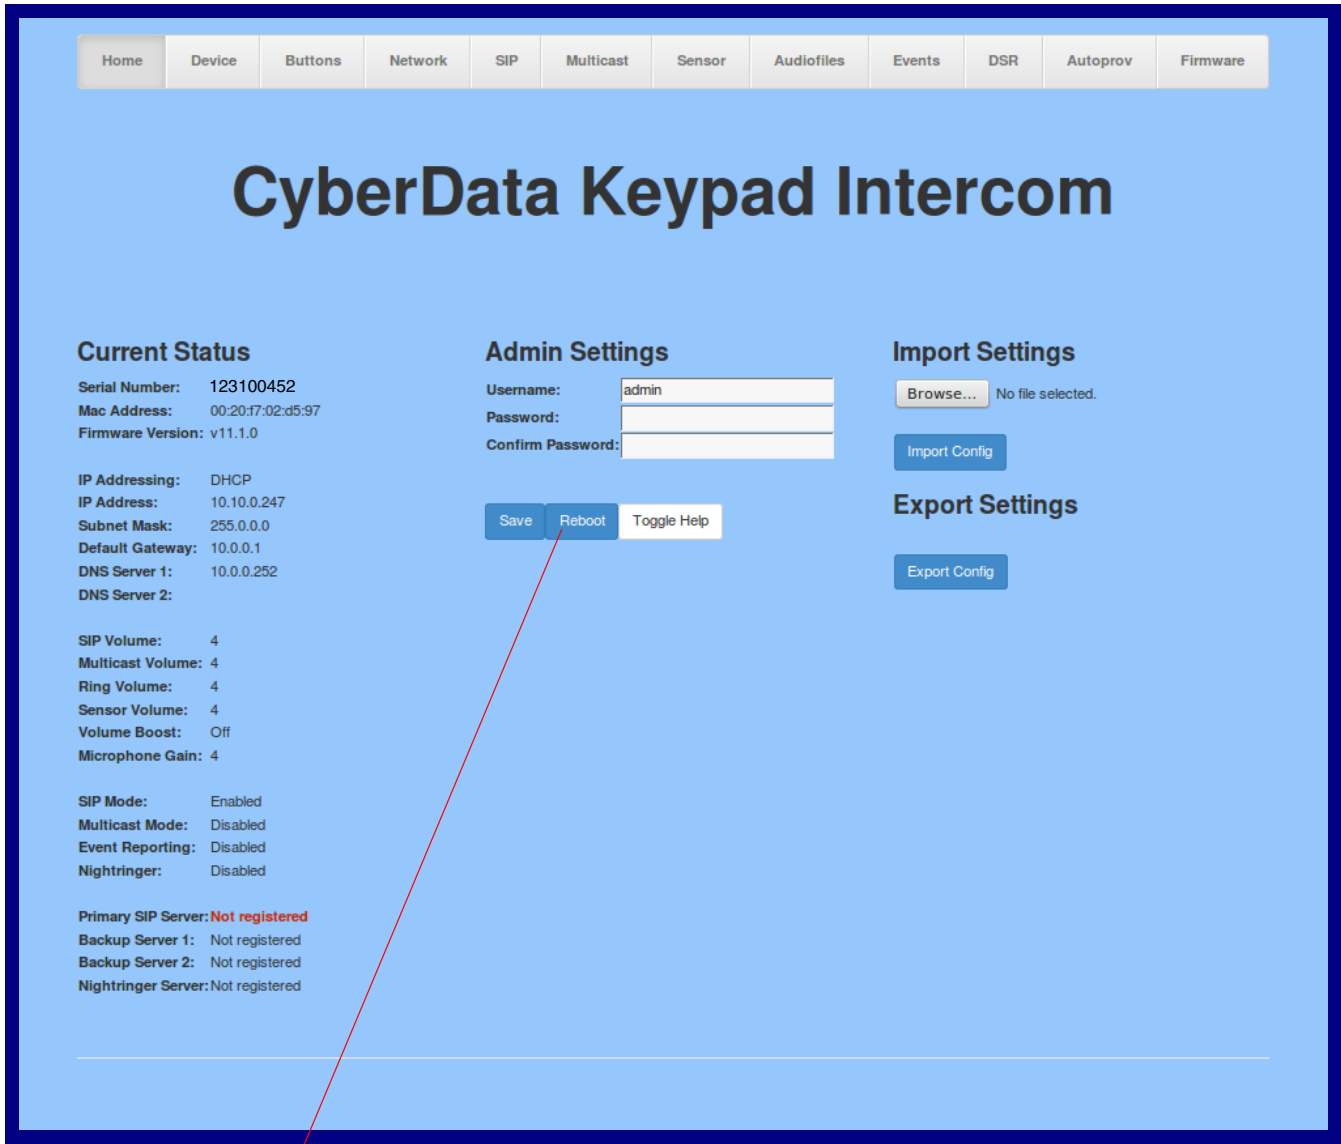 Home Device Buttons Network SIP Multicast Sensor Audiofiles Events DSR Autoprov Firmware
CyberData Keypad Intercom
Current Status
Serial Number: 123100452
Mac Address: 00:20:f7:02:d5:97
Firmware Version: v11.1.0
IP Addressing: DHCP
IP Address: 10.10.0.247
Subnet Mask: 255.0.0.0
Default Gateway: 10.0.0.1
DNS Server 1: 10.0.0.252
DNS Server 2:
SIP Volume: 4
Multicast Volume: 4
Ring Volume: 4
Sensor Volume: 4
Volume Boost: Off
Microphone Gain: 4
SIP Mode: Enabled
Multicast Mode: Disabled
Event Reporting: Disabled
Nightringer: Disabled
Primary SIP Server: Not registered
Backup Server 1: Not registered
Backup Server 2: Not registered
Nightringer Server: Not registered
Admin Settings
Username: admin
Password:
Confirm Password:
Save Reboot Toggle Help
Import Settings
Browse... No file selected.
Import Config
Export Settings
Export Config